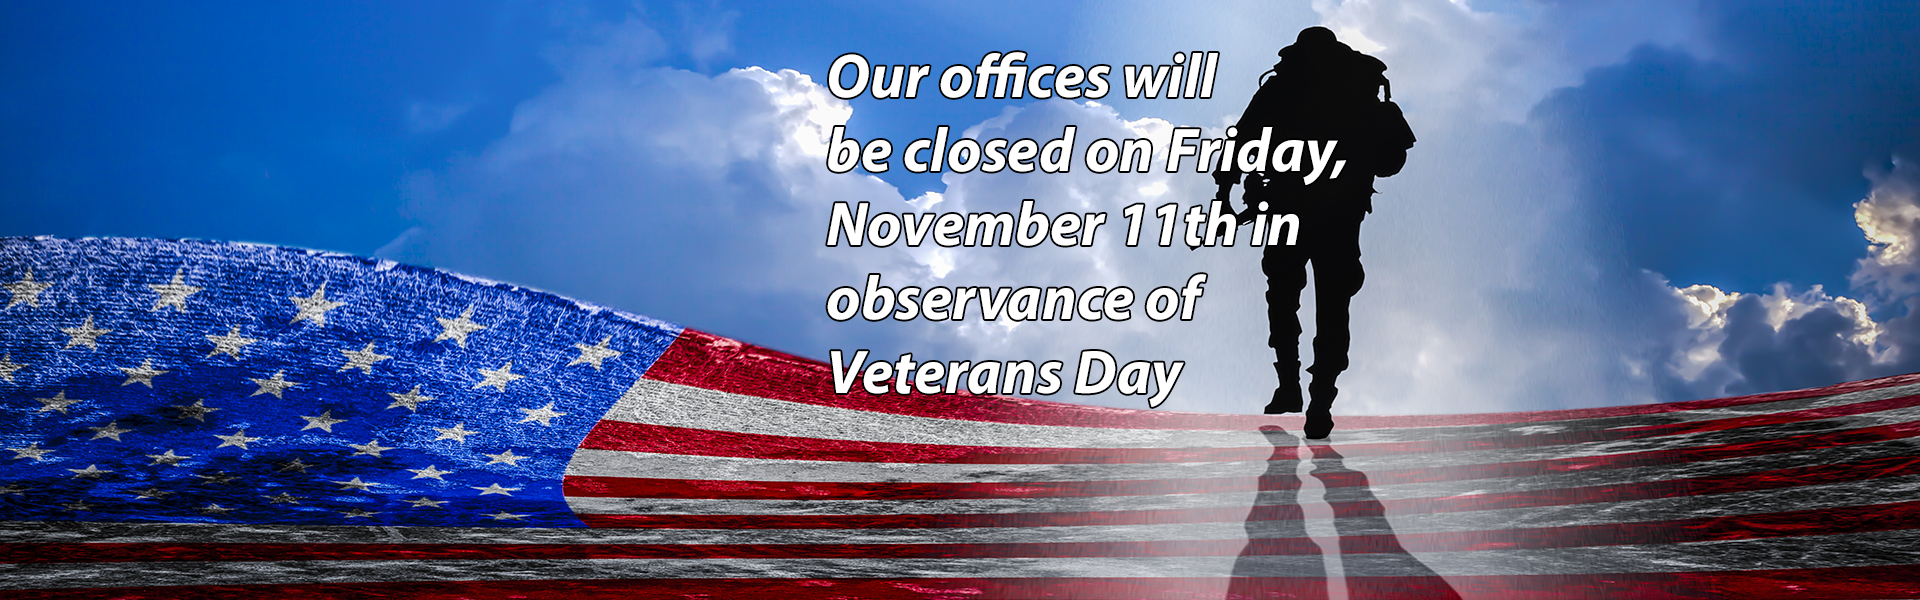 Our offices will
be closed on Friday,
November 11th in
observance of
Veterans Day